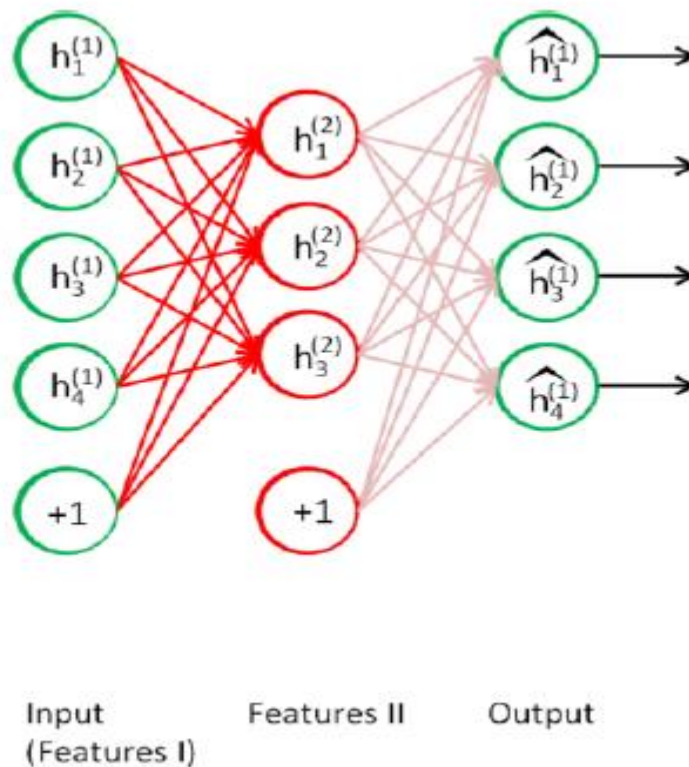 h₁⁽¹⁾
h₂⁽¹⁾
h₃⁽¹⁾
h₄⁽¹⁾
+1
h₁⁽²⁾
h₂⁽²⁾
h₃⁽²⁾
+1
ĥ₁⁽¹⁾
ĥ₂⁽¹⁾
ĥ₃⁽¹⁾
ĥ₄⁽¹⁾
Input
(Features I)
Features II
Output